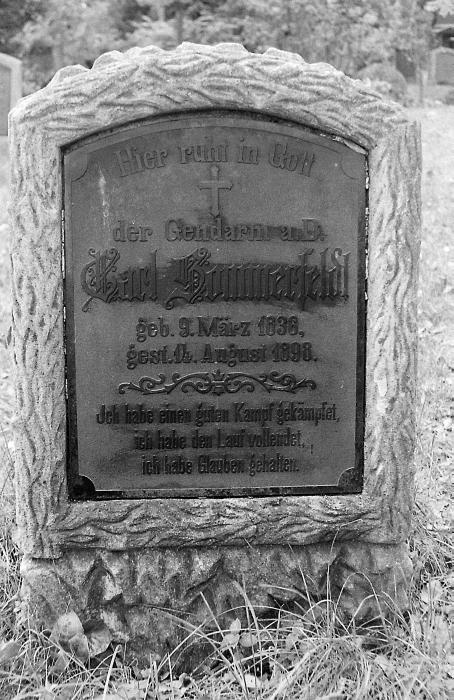 Hier ruht in Gott
der Gendarm a.D.
Carl Sommerfeldt
geb. 9. März 1836,
gest. 14. August 1898.
Ich habe einen guten Kampf gekämpfet,
ich habe den Lauf vollendet,
ich habe Glauben gehalten.